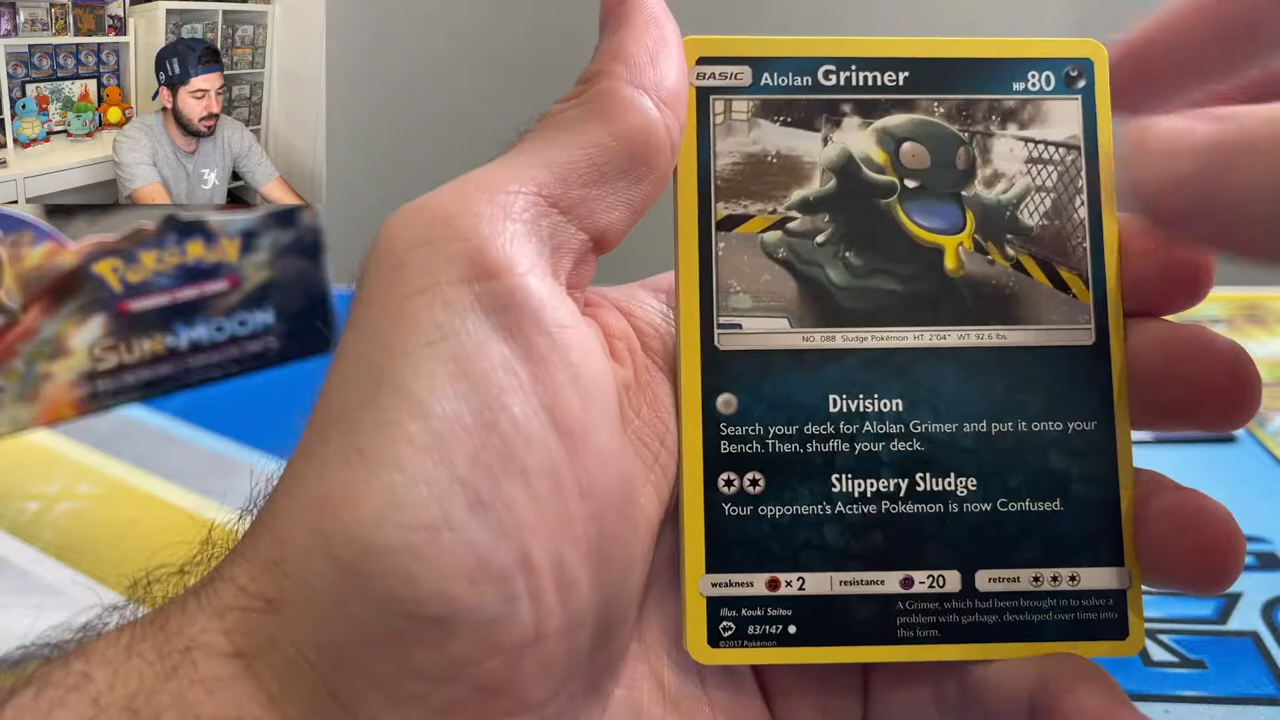 POKÉMON
SUN & MOON
BASIC Alolan Grimer HP 80
NO. 088 Sludge Pokémon HT: 2'04" WT: 92.6 lbs.
Division
Search your deck for Alolan Grimer and put it onto your
Bench. Then, shuffle your deck.
Slippery Sludge
Your opponent's Active Pokémon is now Confused.
weakness ×2 resistance -20 retreat
Illus. Kouki Saitou
83/147
©2017 Pokémon
A Grimer, which had been brought in to solve a
problem with garbage, developed over time into
this form.